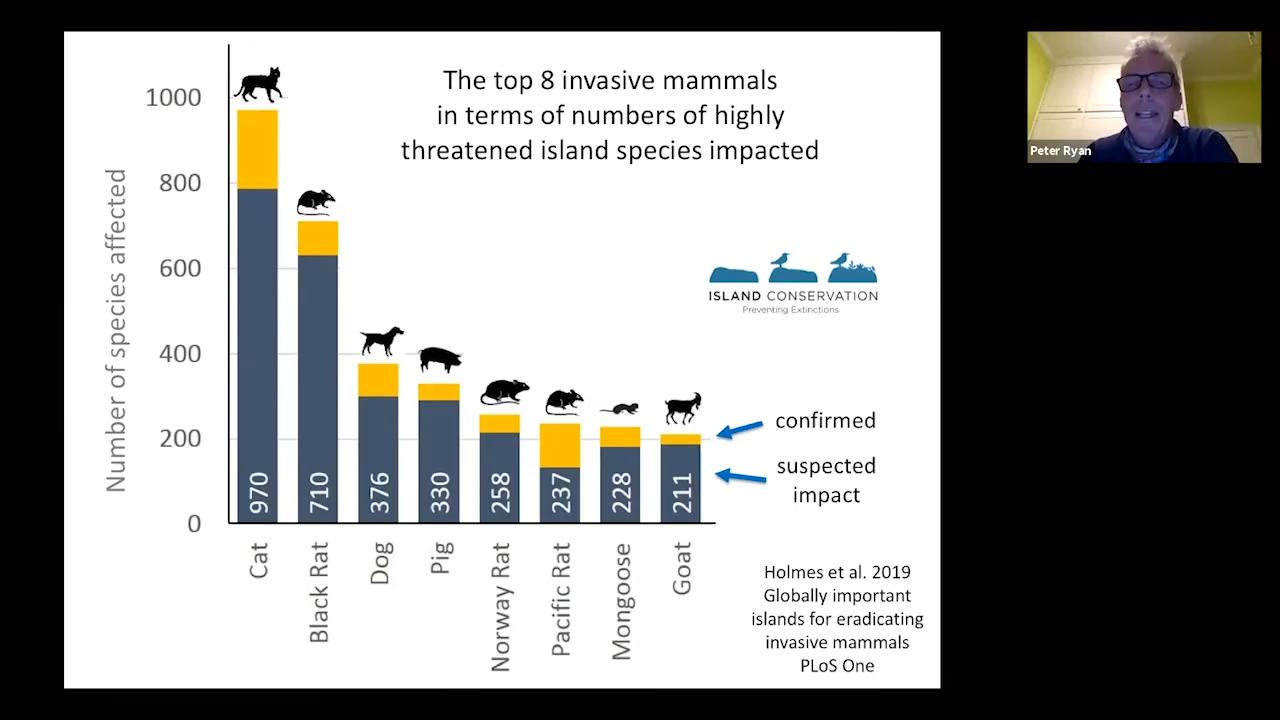 The top 8 invasive mammals
in terms of numbers of highly
threatened island species impacted
Peter Ryan
Number of species affected
1000
800
600
400
200
0
970
710
376
330
258
237
228
211
Cat
Black Rat
Dog
Pig
Norway Rat
Pacific Rat
Mongoose
Goat
ISLAND CONSERVATION
Preventing Extinctions
confirmed
suspected
impact
Holmes et al. 2019
Globally important
islands for eradicating
invasive mammals
PLoS One